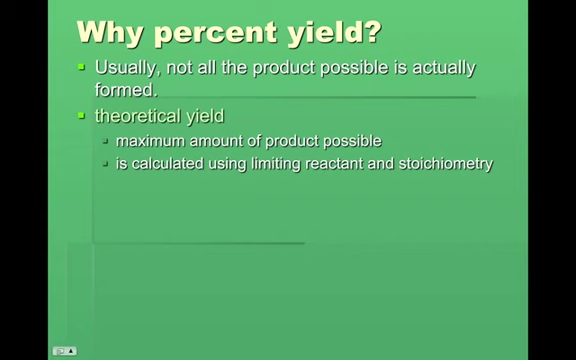 Why percent yield?
Usually, not all the product possible is actually
formed.
theoretical yield
maximum amount of product possible
is calculated using limiting reactant and stoichiometry